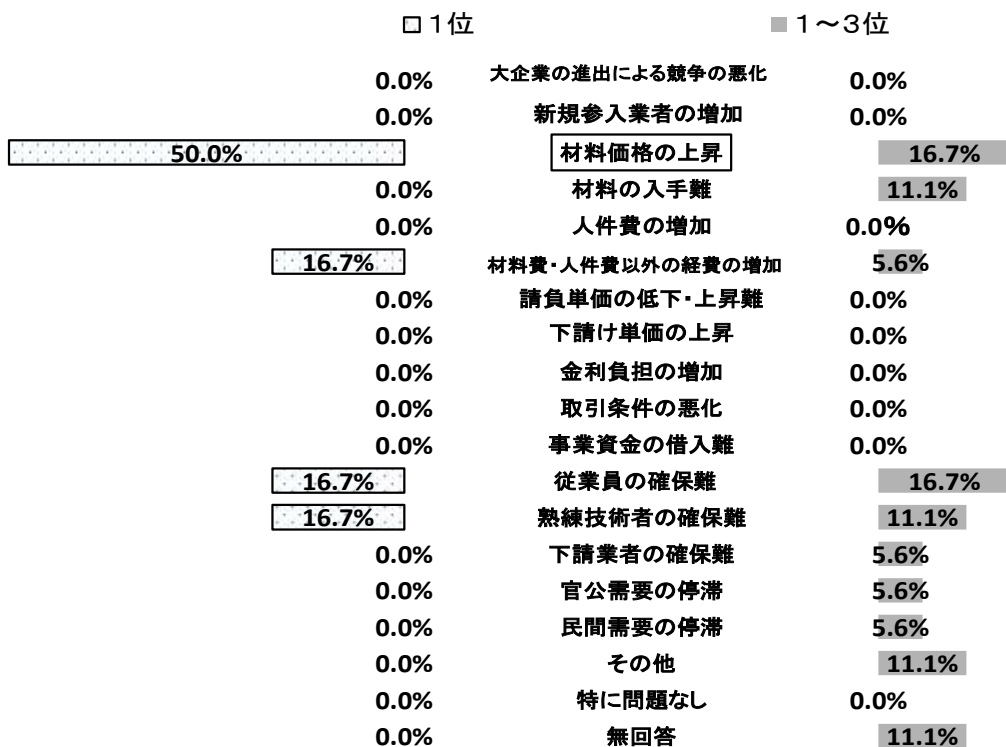 １位 １～３位
0.0% 大企業の進出による競争の悪化 0.0%
0.0% 新規参入業者の増加 0.0%
50.0% 材料価格の上昇 16.7%
0.0% 材料の入手難 11.1%
0.0% 人件費の増加 0.0%
16.7% 材料費・人件費以外の経費の増加 5.6%
0.0% 請負単価の低下・上昇難 0.0%
0.0% 下請け単価の上昇 0.0%
0.0% 金利負担の増加 0.0%
0.0% 取引条件の悪化 0.0%
0.0% 事業資金の借入難 0.0%
16.7% 従業員の確保難 16.7%
16.7% 熟練技術者の確保難 11.1%
0.0% 下請業者の確保難 5.6%
0.0% 官公需要の停滞 5.6%
0.0% 民間需要の停滞 5.6%
0.0% その他 11.1%
0.0% 特に問題なし 0.0%
0.0% 無回答 11.1%